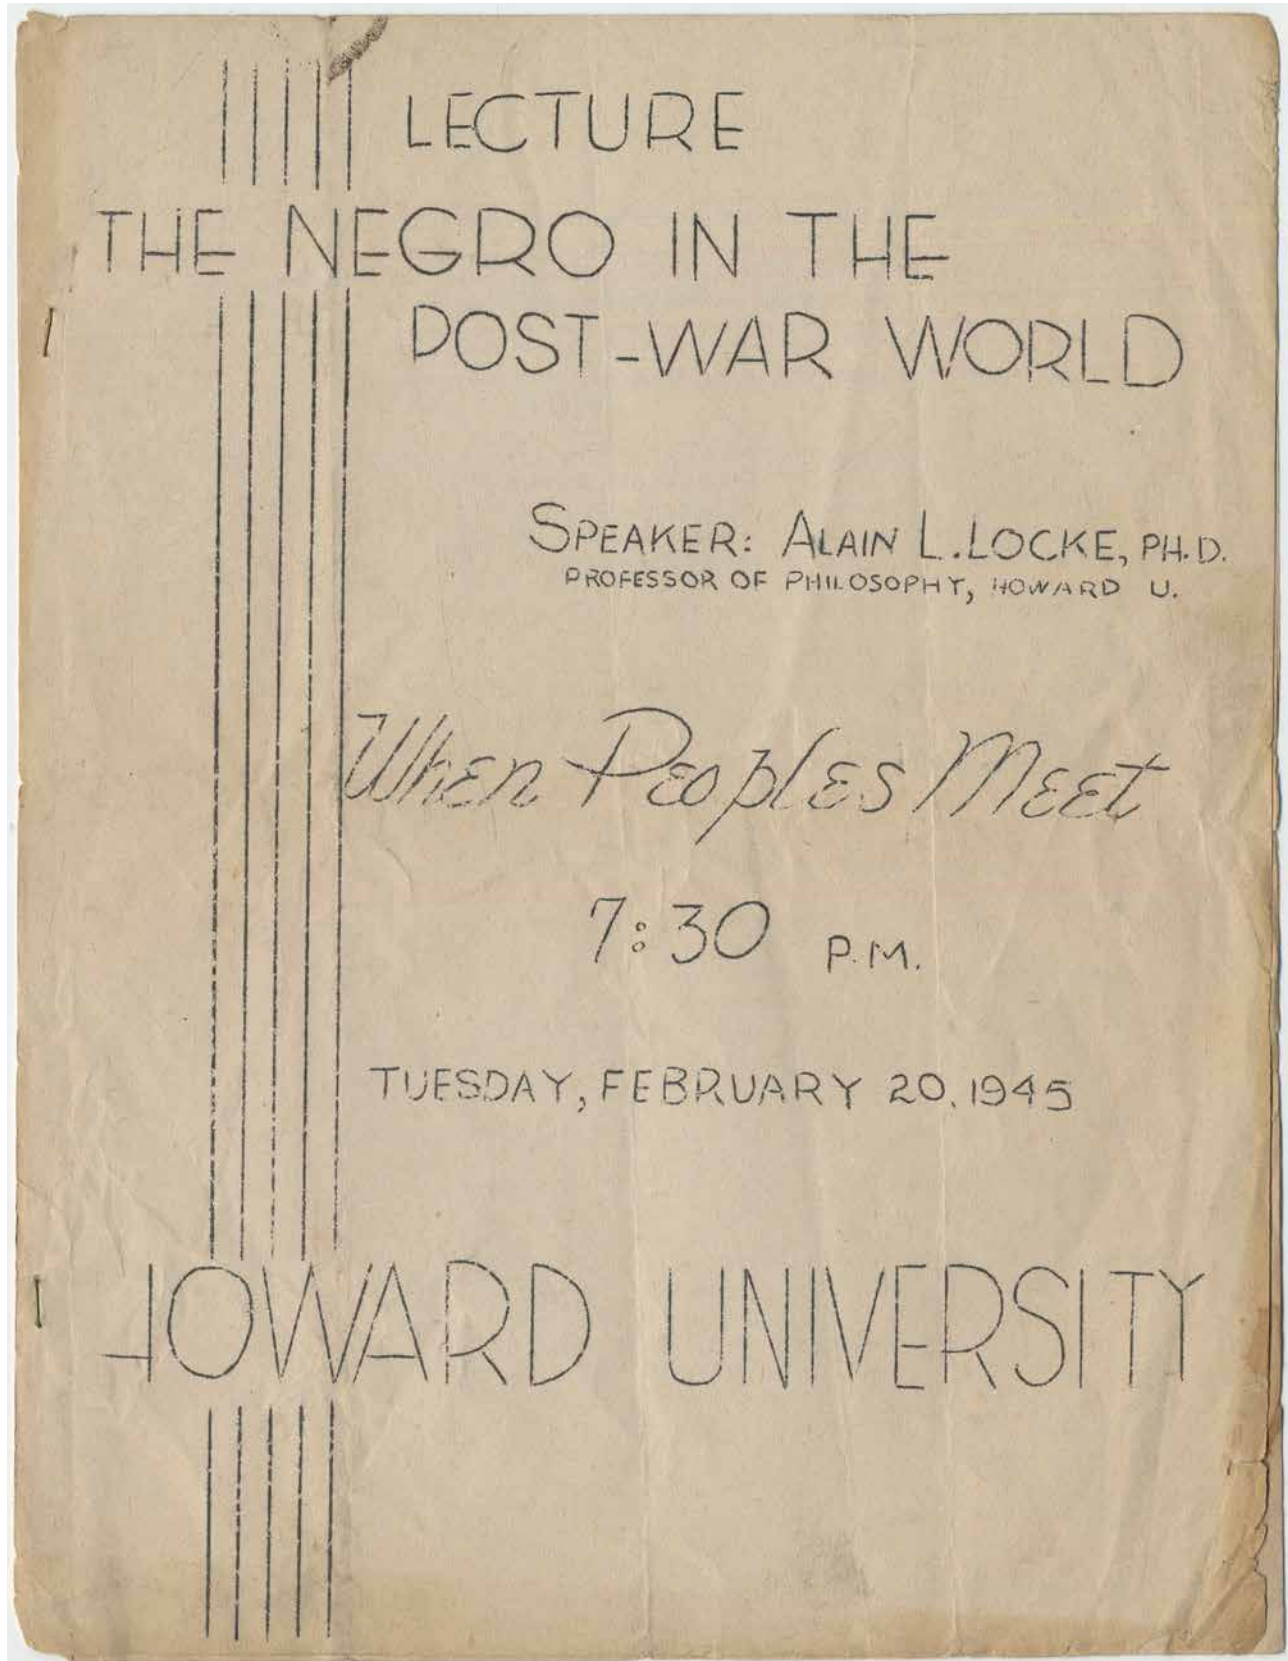 LECTURE
THE NEGRO IN THE
POST-WAR WORLD
SPEAKER: ALAIN L. LOCKE, PH.D.
PROFESSOR OF PHILOSOPHY, HOWARD U.
When Peoples Meet
7:30 P.M.
TUESDAY, FEBRUARY 20, 1945
HOWARD UNIVERSITY